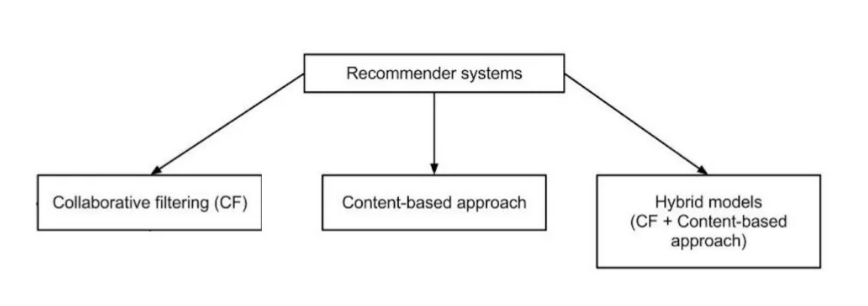 Recommender systems
Collaborative filtering (CF)
Content-based approach
Hybrid models
(CF + Content-based
approach)